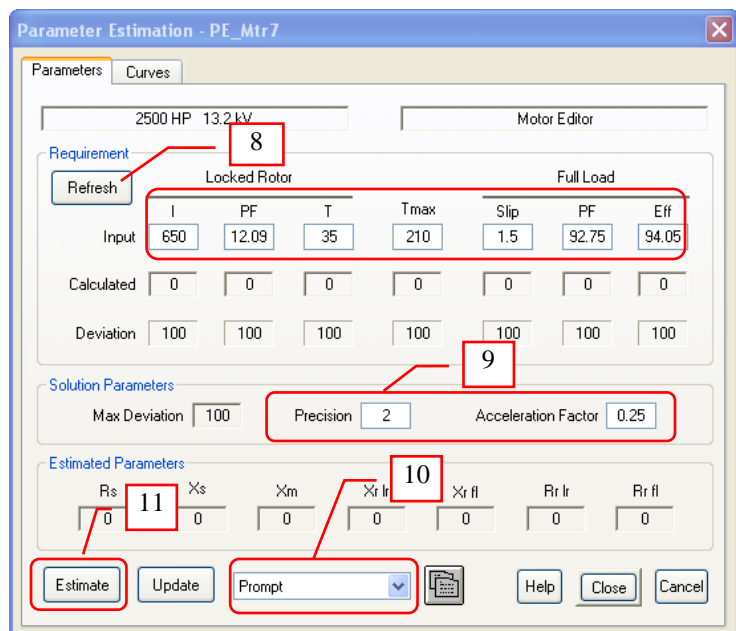 Parameter Estimation - PE_Mtr7
Parameters Curves
2500 HP 13.2 kV Motor Editor
Requirement
8
Refresh Locked Rotor Full Load
I PF T Tmax Slip PF Eff
Input 650 12.09 35 210 1.5 92.75 94.05
Calculated 0 0 0 0 0 0 0
Deviation 100 100 100 100 100 100 100
9
Solution Parameters
Max Deviation 100 Precision 2 Acceleration Factor 0.25
Estimated Parameters
10
Rs Xs Xm Xr lr Xr fl Rr lr Rr fl
11
0 0 0 0 0 0 0
Estimate Update Prompt Help Close Cancel